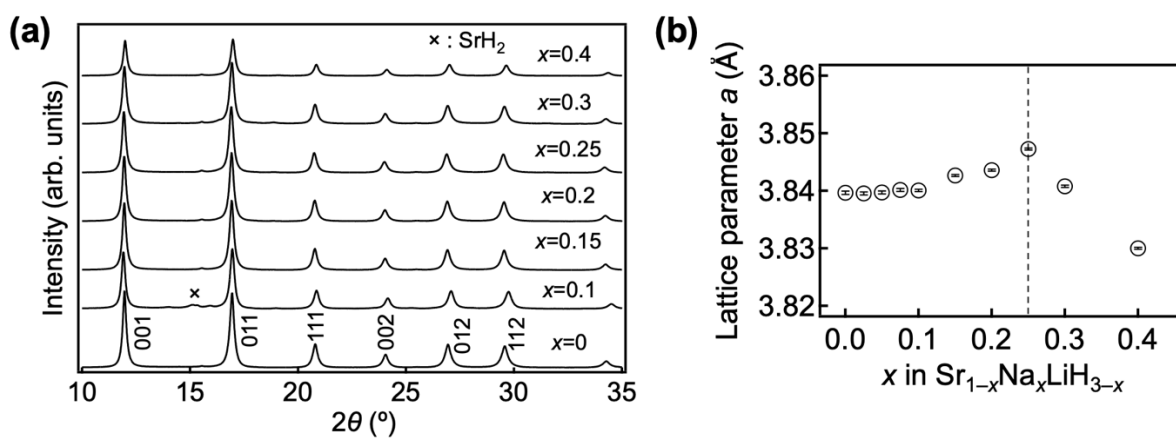 (a)
× : SrH2
x=0.4
x=0.3
x=0.25
x=0.2
x=0.15
×
x=0.1
x=0
001
011
111
002
012
112
Intensity (arb. units)
10 15 20 25 30 35
2θ (º)
(b)
3.86
3.85
3.84
3.83
3.82
Lattice parameter a (Å)
0.0 0.1 0.2 0.3 0.4
x in Sr1–xNaxLiH3–x